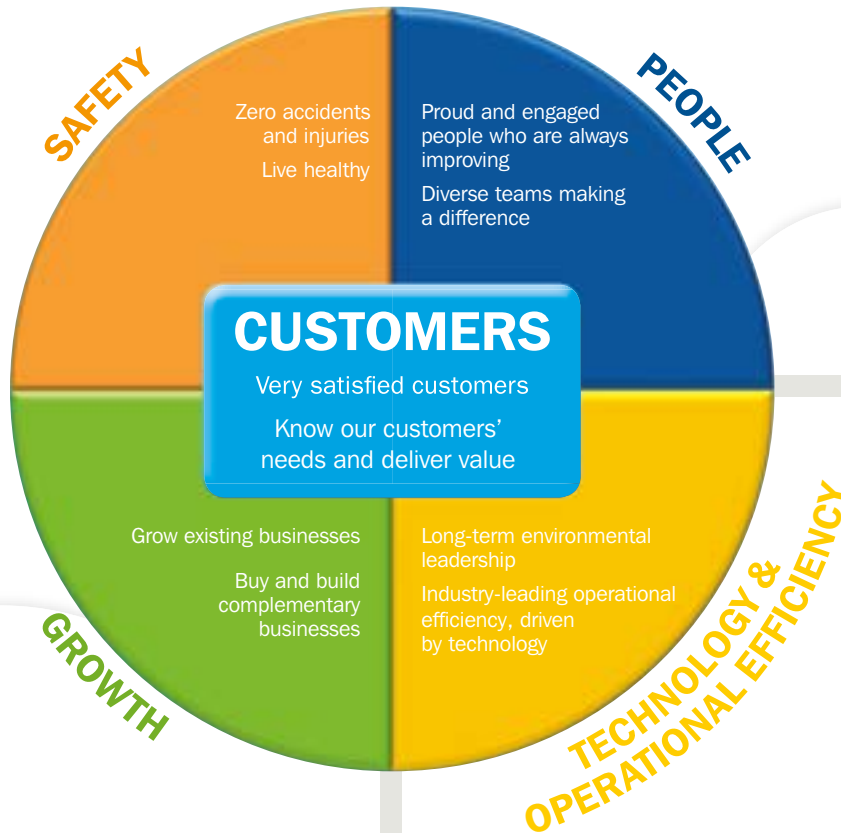 SAFETY
Zero accidents
and injuries
Live healthy
PEOPLE
Proud and engaged
people who are always
improving
Diverse teams making
a difference
CUSTOMERS
Very satisfied customers
Know our customers’
needs and deliver value
GROWTH
Grow existing businesses
Buy and build
complementary
businesses
TECHNOLOGY &
OPERATIONAL EFFICIENCY
Long-term environmental
leadership
Industry-leading operational
efficiency, driven
by technology